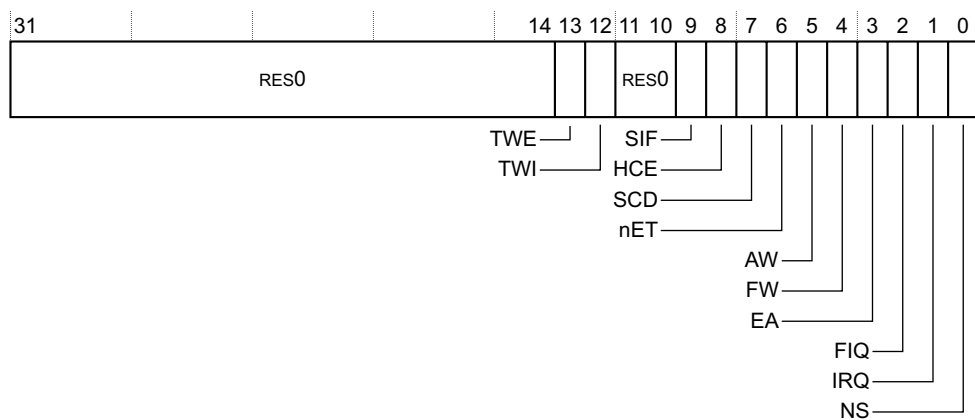 31 14 13 12 11 10 9 8 7 6 5 4 3 2 1 0
RES0 RES0
TWE SIF
TWI HCE
SCD
nET
AW
FW
EA
FIQ
IRQ
NS